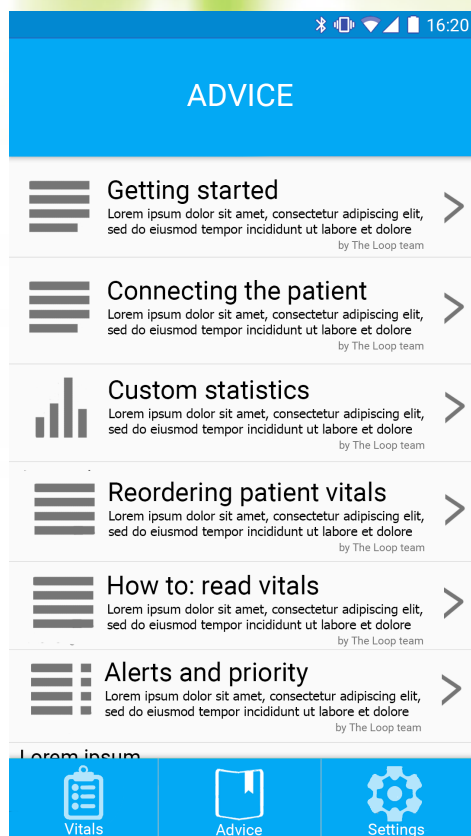 16:20
ADVICE
Getting started
Lorem ipsum dolor sit amet, consectetur adipiscing elit,
sed do eiusmod tempor incididunt ut labore et dolore
by The Loop team
Connecting the patient
Lorem ipsum dolor sit amet, consectetur adipiscing elit,
sed do eiusmod tempor incididunt ut labore et dolore
by The Loop team
Custom statistics
Lorem ipsum dolor sit amet, consectetur adipiscing elit,
sed do eiusmod tempor incididunt ut labore et dolore
by The Loop team
Reordering patient vitals
Lorem ipsum dolor sit amet, consectetur adipiscing elit,
sed do eiusmod tempor incididunt ut labore et dolore
by The Loop team
How to: read vitals
Lorem ipsum dolor sit amet, consectetur adipiscing elit,
sed do eiusmod tempor incididunt ut labore et dolore
by The Loop team
Alerts and priority
Lorem ipsum dolor sit amet, consectetur adipiscing elit,
sed do eiusmod tempor incididunt ut labore et dolore
by The Loop team
Lorem ipsum
Vitals
Advice
Settings